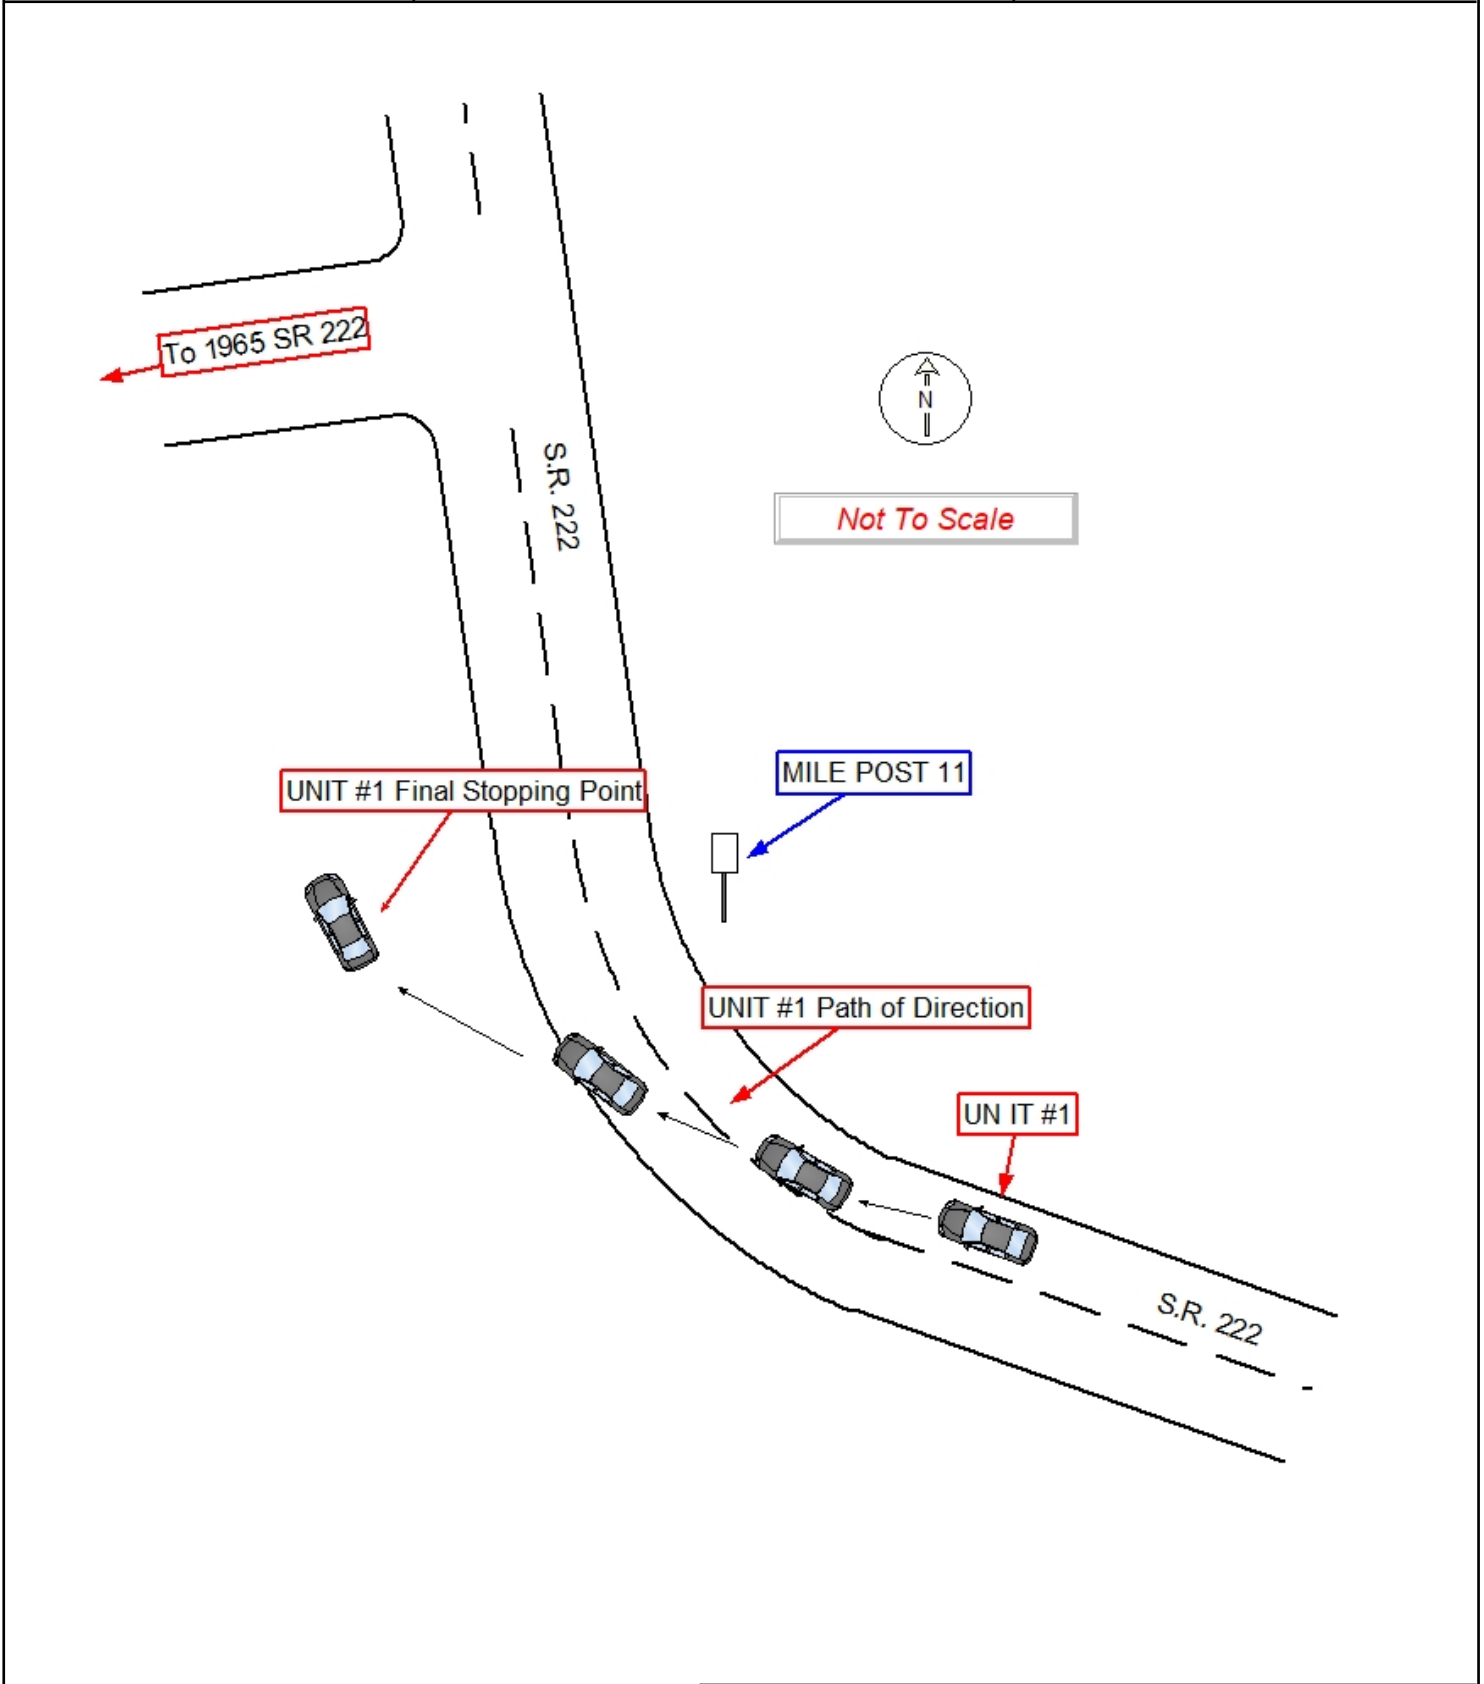 To 1965 SR 222
N
S.R. 222
Not To Scale
MILE POST 11
UNIT #1 Final Stopping Point
UNIT #1 Path of Direction
UN IT #1
S.R. 222